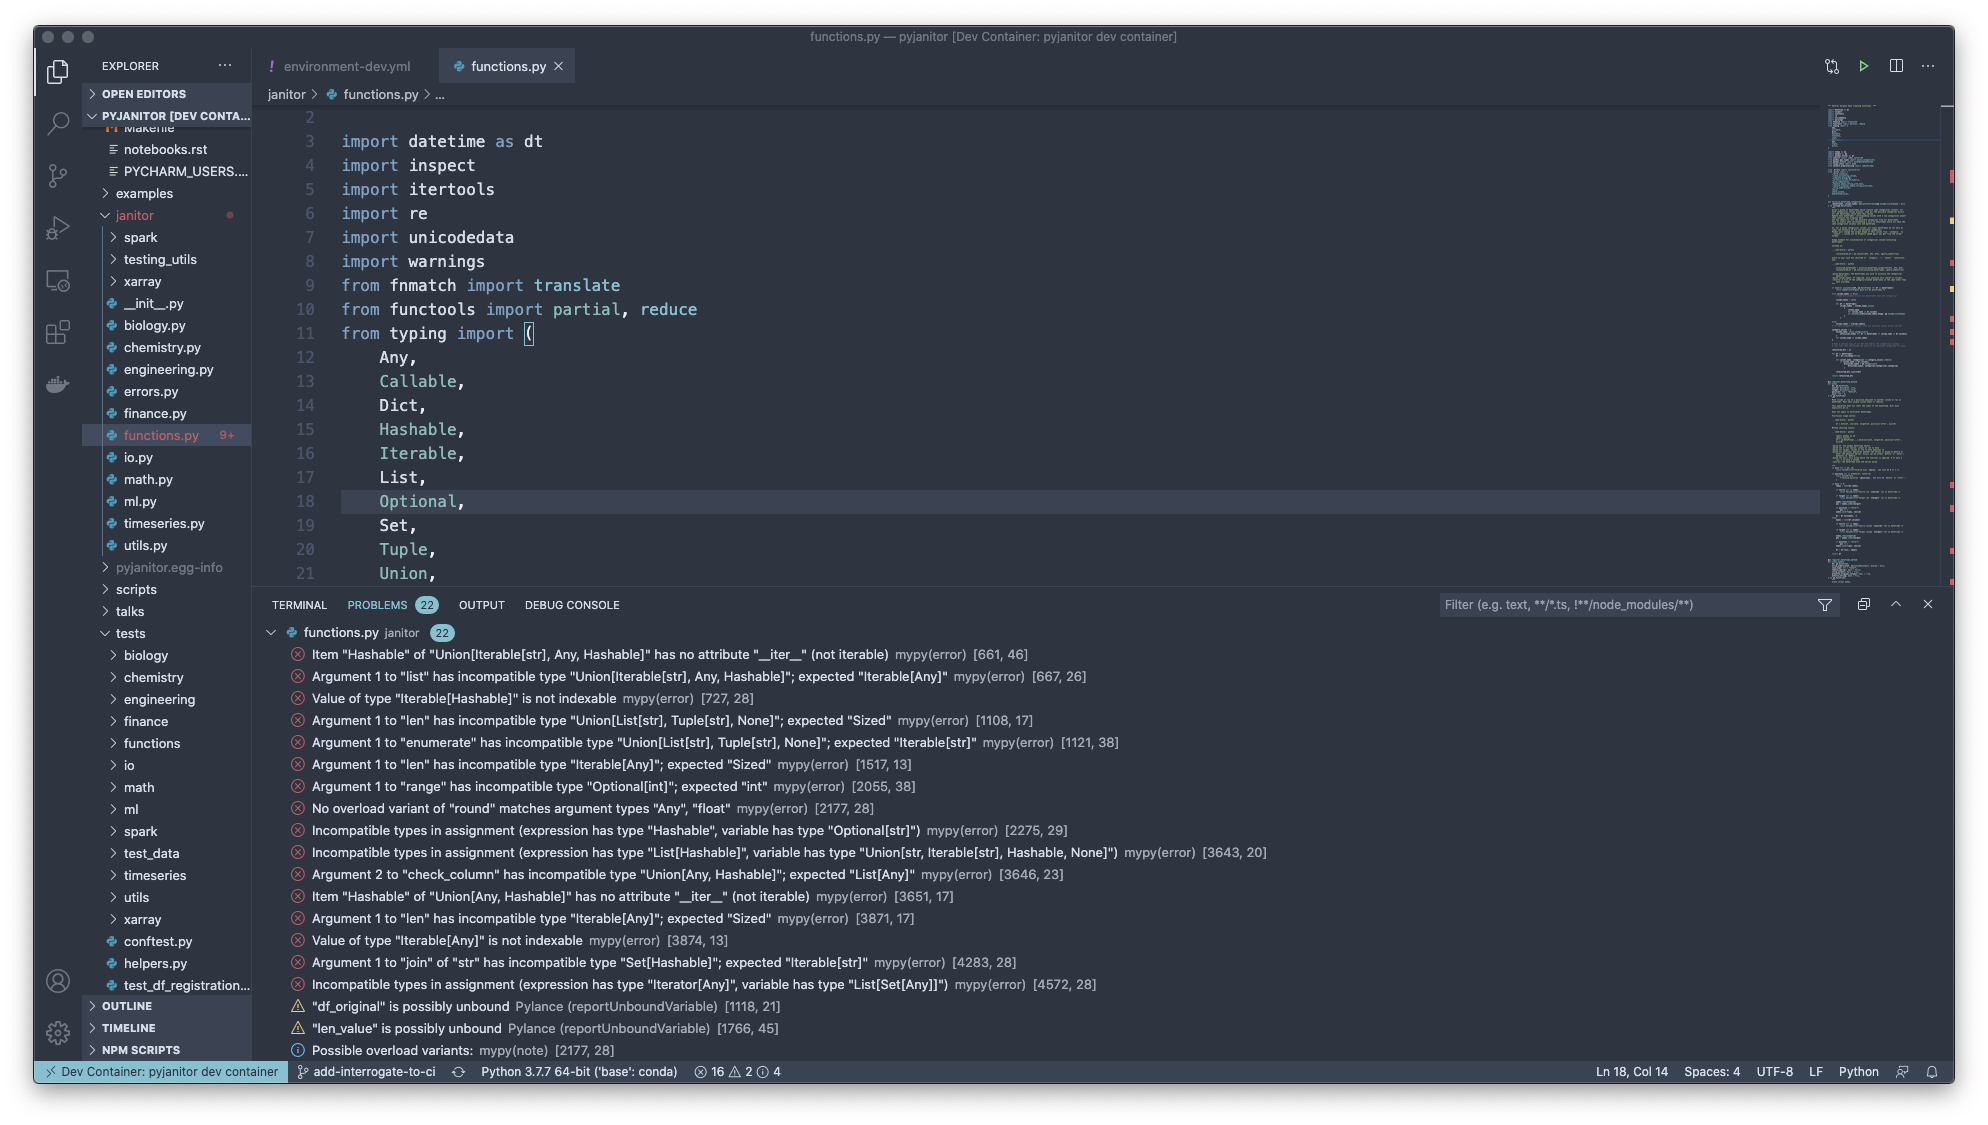 functions.py — pyjanitor [Dev Container: pyjanitor dev container]
EXPLORER
OPEN EDITORS
PYJANITOR [DEV CONTA...
Makefile
notebooks.rst
PYCHARM_USERS....
examples
janitor
spark
testing_utils
xarray
__init__.py
biology.py
chemistry.py
engineering.py
errors.py
finance.py
functions.py 9+
io.py
math.py
ml.py
timeseries.py
utils.py
pyjanitor.egg-info
scripts
talks
tests
biology
chemistry
engineering
finance
functions
io
math
ml
spark
test_data
timeseries
utils
xarray
conftest.py
helpers.py
test_df_registration...
OUTLINE
TIMELINE
NPM SCRIPTS
! environment-dev.yml
functions.py
janitor > functions.py > ...
2
3 import datetime as dt
4 import inspect
5 import itertools
6 import re
7 import unicodedata
8 import warnings
9 from fnmatch import translate
10 from functools import partial, reduce
11 from typing import (
12 Any,
13 Callable,
14 Dict,
15 Hashable,
16 Iterable,
17 List,
18 Optional,
19 Set,
20 Tuple,
21 Union,
TERMINAL PROBLEMS 22 OUTPUT DEBUG CONSOLE
Filter (e.g. text, **/*.ts, !**/node_modules/**)
functions.py janitor 22
Item "Hashable" of "Union[Iterable[str], Any, Hashable]" has no attribute "__iter__" (not iterable) mypy(error) [661, 46]
Argument 1 to "list" has incompatible type "Union[Iterable[str], Any, Hashable]"; expected "Iterable[Any]" mypy(error) [667, 26]
Value of type "Iterable[Hashable]" is not indexable mypy(error) [727, 28]
Argument 1 to "len" has incompatible type "Union[List[str], Tuple[str], None]"; expected "Sized" mypy(error) [1108, 17]
Argument 1 to "enumerate" has incompatible type "Union[List[str], Tuple[str], None]"; expected "Iterable[str]" mypy(error) [1121, 38]
Argument 1 to "len" has incompatible type "Iterable[Any]"; expected "Sized" mypy(error) [1517, 13]
Argument 1 to "range" has incompatible type "Optional[int]"; expected "int" mypy(error) [2055, 38]
No overload variant of "round" matches argument types "Any", "float" mypy(error) [2177, 28]
Incompatible types in assignment (expression has type "Hashable", variable has type "Optional[str]") mypy(error) [2275, 29]
Incompatible types in assignment (expression has type "List[Hashable]", variable has type "Union[str, Iterable[str], Hashable, None]") mypy(error) [3643, 20]
Argument 2 to "check_column" has incompatible type "Union[Any, Hashable]"; expected "List[Any]" mypy(error) [3646, 23]
Item "Hashable" of "Union[Any, Hashable]" has no attribute "__iter__" (not iterable) mypy(error) [3651, 17]
Argument 1 to "len" has incompatible type "Iterable[Any]"; expected "Sized" mypy(error) [3871, 17]
Value of type "Iterable[Any]" is not indexable mypy(error) [3874, 13]
Argument 1 to "join" of "str" has incompatible type "Set[Hashable]"; expected "Iterable[str]" mypy(error) [4283, 28]
Incompatible types in assignment (expression has type "Iterator[Any]", variable has type "List[Set[Any]]") mypy(error) [4572, 28]
"df_original" is possibly unbound Pylance (reportUnboundVariable) [1118, 21]
"len_value" is possibly unbound Pylance (reportUnboundVariable) [1766, 45]
Possible overload variants: mypy(note) [2177, 28]
Dev Container: pyjanitor dev container add-interrogate-to-ci Python 3.7.7 64-bit ('base': conda) 16 2 4 Ln 18, Col 14 Spaces: 4 UTF-8 LF Python